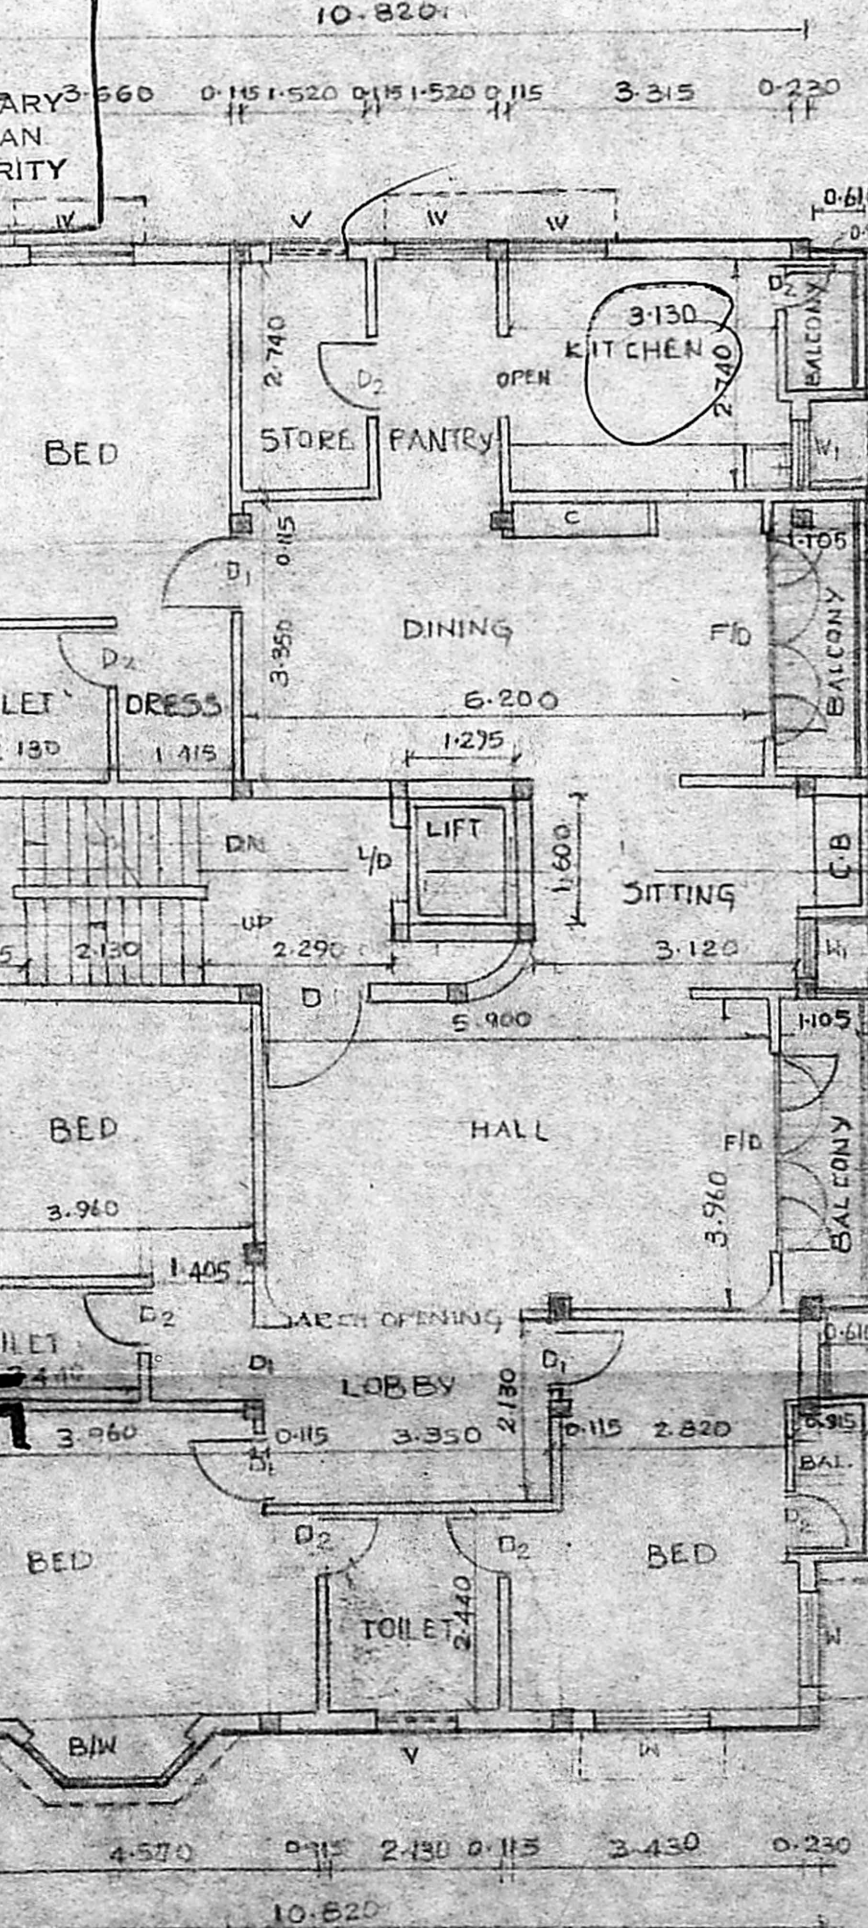 10.820
ARY 3.660 0.115 1.520 0.115 1.520 0.115 3.315 0.230
AN
RITY
0.61
W V W W
D2
3.130
KITCHEN
BALCONY
2.740
D2
OPEN
2.740
BED
STORE PANTRY
W1
C
0.115
1.105
D1
DINING
F/D
BALCONY
3.350
D2
LET DRESS
6.200
130 1.415
1.295
LIFT
DN
L/D
1.600
C.B
SITTING
UP
5 2.130 2.290 3.120
W1
D
5.900
1.105
BED
HALL
F/D
BALCONY
3.960
3.960
1.405
D2
ARCH OPENING
ILET
D1
D1
0.610
LOBBY
2.130
3.960 0.115 3.350 0.115 2.820 0.915
D1
BAL.
D2 D2
D2
BED
BED
TOILET
2.440
W
B/W
V
W
4.570 0.915 2.130 0.115 3.430 0.230
10.820